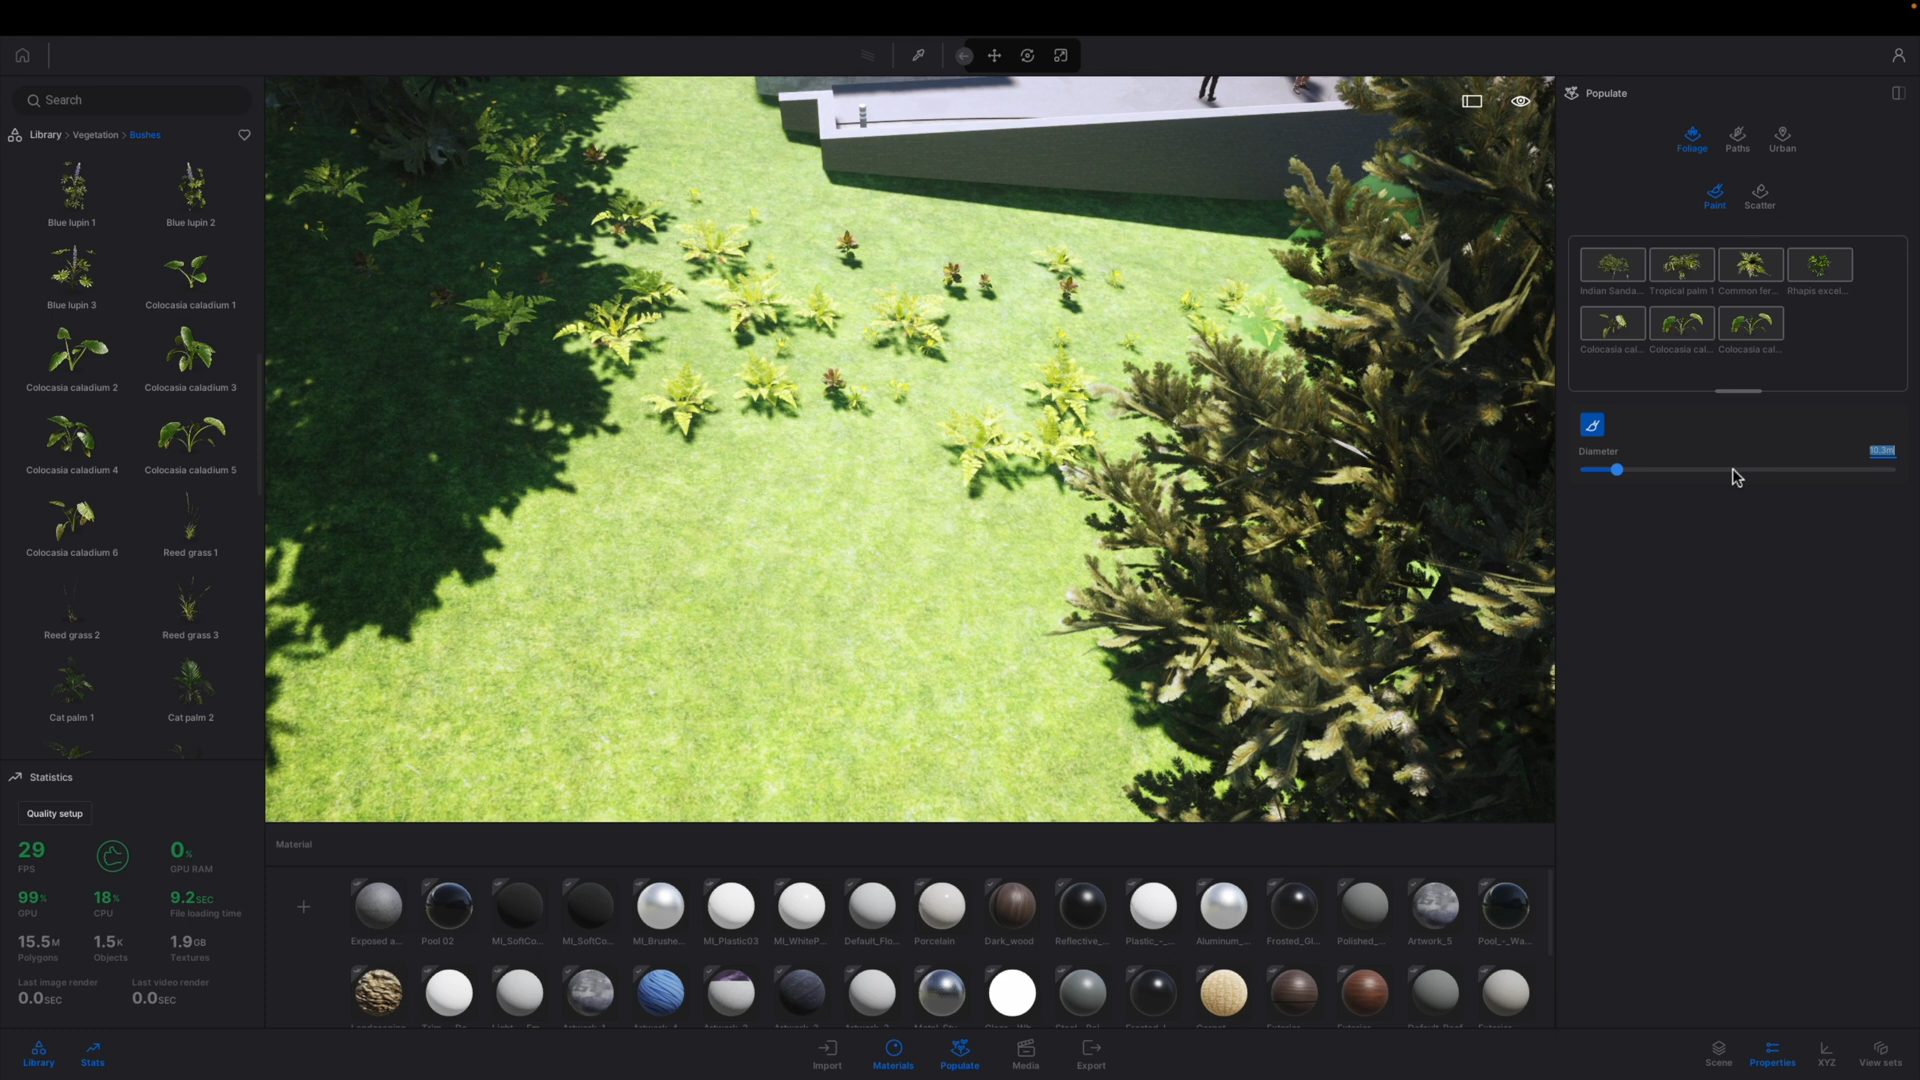 Search
Library > Vegetation > Bushes
Blue lupin 1
Blue lupin 2
Blue lupin 3
Colocasia caladium 1
Colocasia caladium 2
Colocasia caladium 3
Colocasia caladium 4
Colocasia caladium 5
Colocasia caladium 6
Reed grass 1
Reed grass 2
Reed grass 3
Cat palm 1
Cat palm 2
Statistics
Quality setup
29
FPS
0%
GPU RAM
99%
GPU
18%
CPU
9.2SEC
File loading time
15.5M
Polygons
1.5K
Objects
1.9GB
Textures
Last image render
0.0SEC
Last video render
0.0SEC
Populate
Foliage
Paths
Urban
Paint
Scatter
Indian Sanda...
Tropical palm 1
Common fer...
Rhapis excel...
Colocasia cal...
Colocasia cal...
Colocasia cal...
Diameter
10.3m
Material
Exposed a...
Pool 02
MI_SoftCo...
MI_SoftCo...
MI_Brushe...
MI_Plastic03
MI_WhiteP...
Default_Flo...
Porcelain
Dark_wood
Reflective_...
Plastic_-_...
Aluminum_...
Frosted_Gl...
Polished_...
Artwork_5
Pool_-_Wa...
Library
Stats
Import
Materials
Populate
Media
Export
Scene
Properties
XYZ
View sets